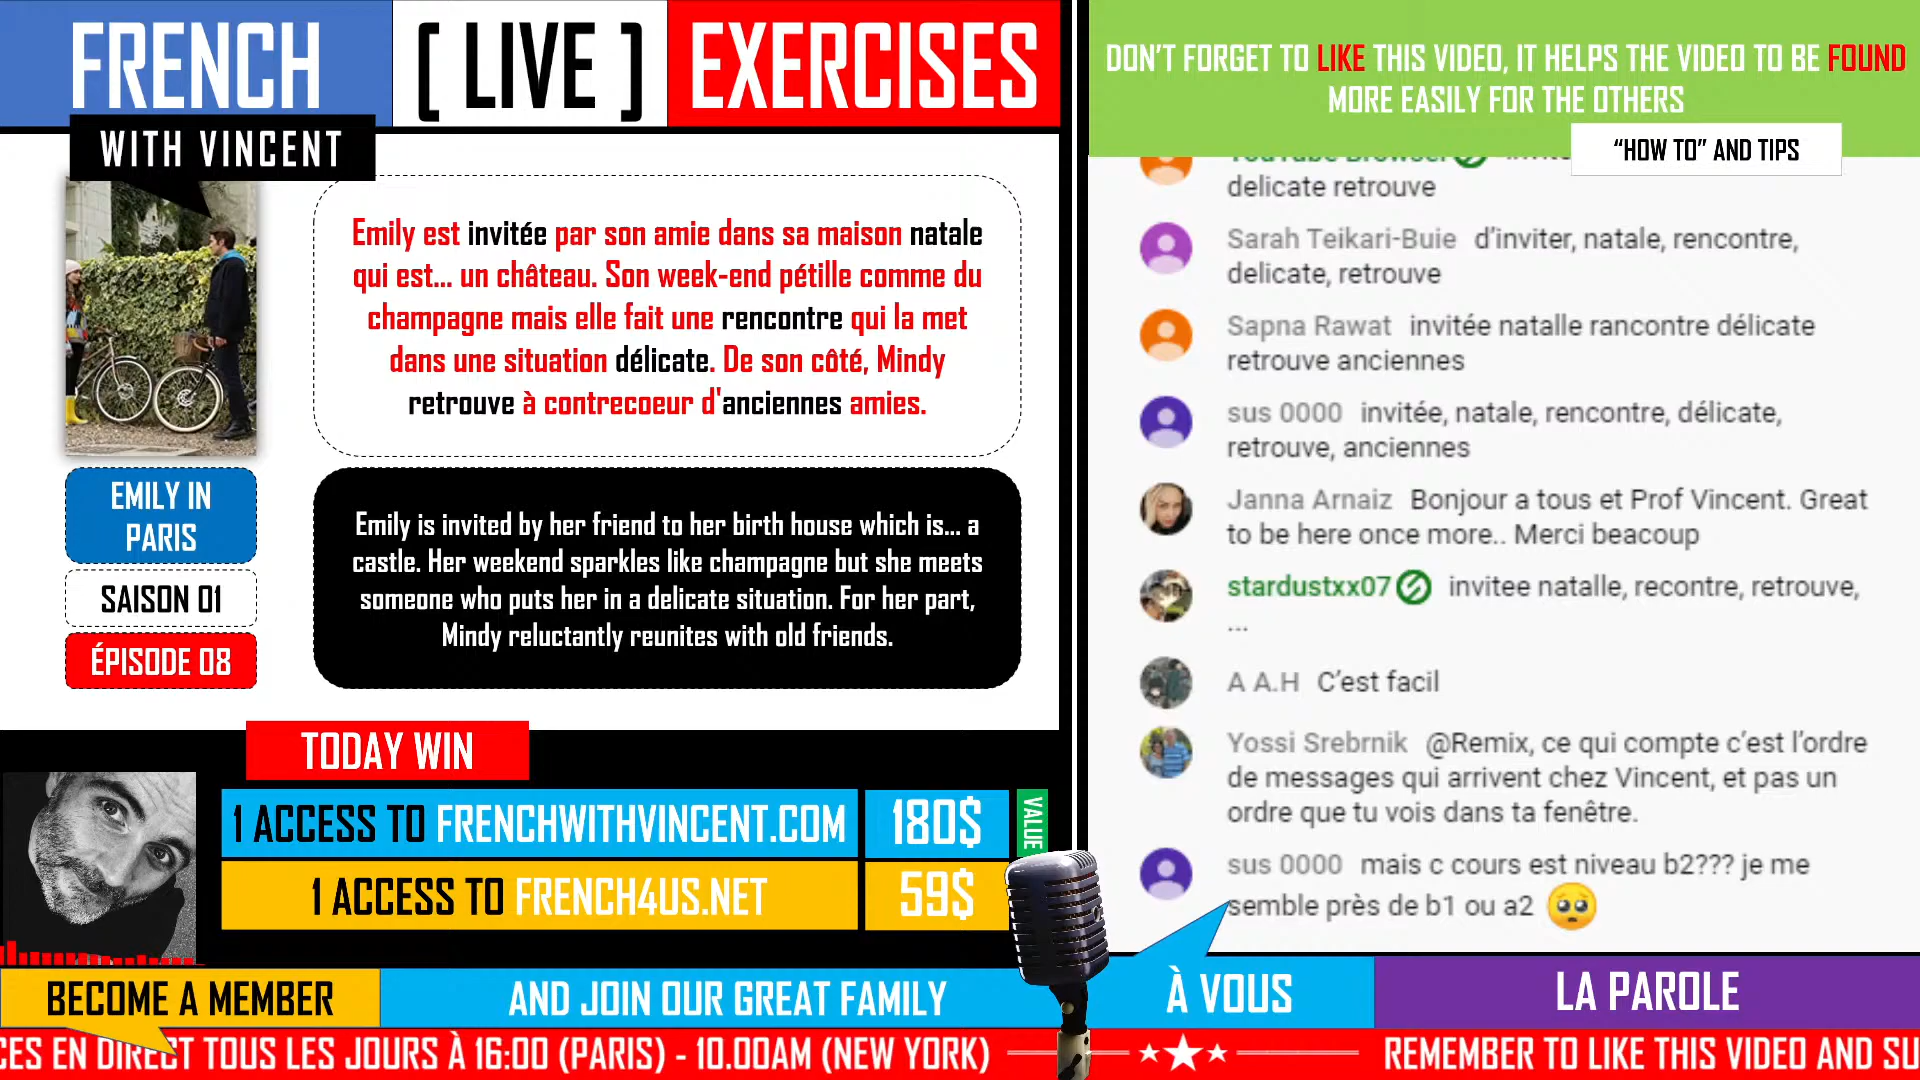 FRENCH
[ LIVE ]
EXERCISES
WITH VINCENT
Emily est invitée par son amie dans sa maison natale
qui est... un château. Son week-end pétille comme du
champagne mais elle fait une rencontre qui la met
dans une situation délicate. De son côté, Mindy
retrouve à contrecoeur d'anciennes amies.
EMILY IN
PARIS
SAISON 01
ÉPISODE 08
Emily is invited by her friend to her birth house which is... a
castle. Her weekend sparkles like champagne but she meets
someone who puts her in a delicate situation. For her part,
Mindy reluctantly reunites with old friends.
TODAY WIN
1 ACCESS TO FRENCHWITHVINCENT.COM
180$
VALUE
1 ACCESS TO FRENCH4US.NET
59$
BECOME A MEMBER
AND JOIN OUR GREAT FAMILY
DON'T FORGET TO LIKE THIS VIDEO, IT HELPS THE VIDEO TO BE FOUND
MORE EASILY FOR THE OTHERS
“HOW TO” AND TIPS
delicate retrouve
Sarah Teikari-Buie d’inviter, natale, rencontre,
delicate, retrouve
Sapna Rawat invitée natalle rancontre délicate
retrouve anciennes
sus 0000 invitée, natale, rencontre, délicate,
retrouve, anciennes
Janna Arnaiz Bonjour a tous et Prof Vincent. Great
to be here once more.. Merci beacoup
stardustxx07 invitee natalle, recontre, retrouve,
...
A A.H C’est facil
Yossi Srebrnik @Remix, ce qui compte c’est l’ordre
de messages qui arrivent chez Vincent, et pas un
ordre que tu vois dans ta fenêtre.
sus 0000 mais c cours est niveau b2??? je me
semble près de b1 ou a2
À VOUS
LA PAROLE
CES EN DIRECT TOUS LES JOURS À 16:00 (PARIS) - 10.00AM (NEW YORK)
REMEMBER TO LIKE THIS VIDEO AND SU